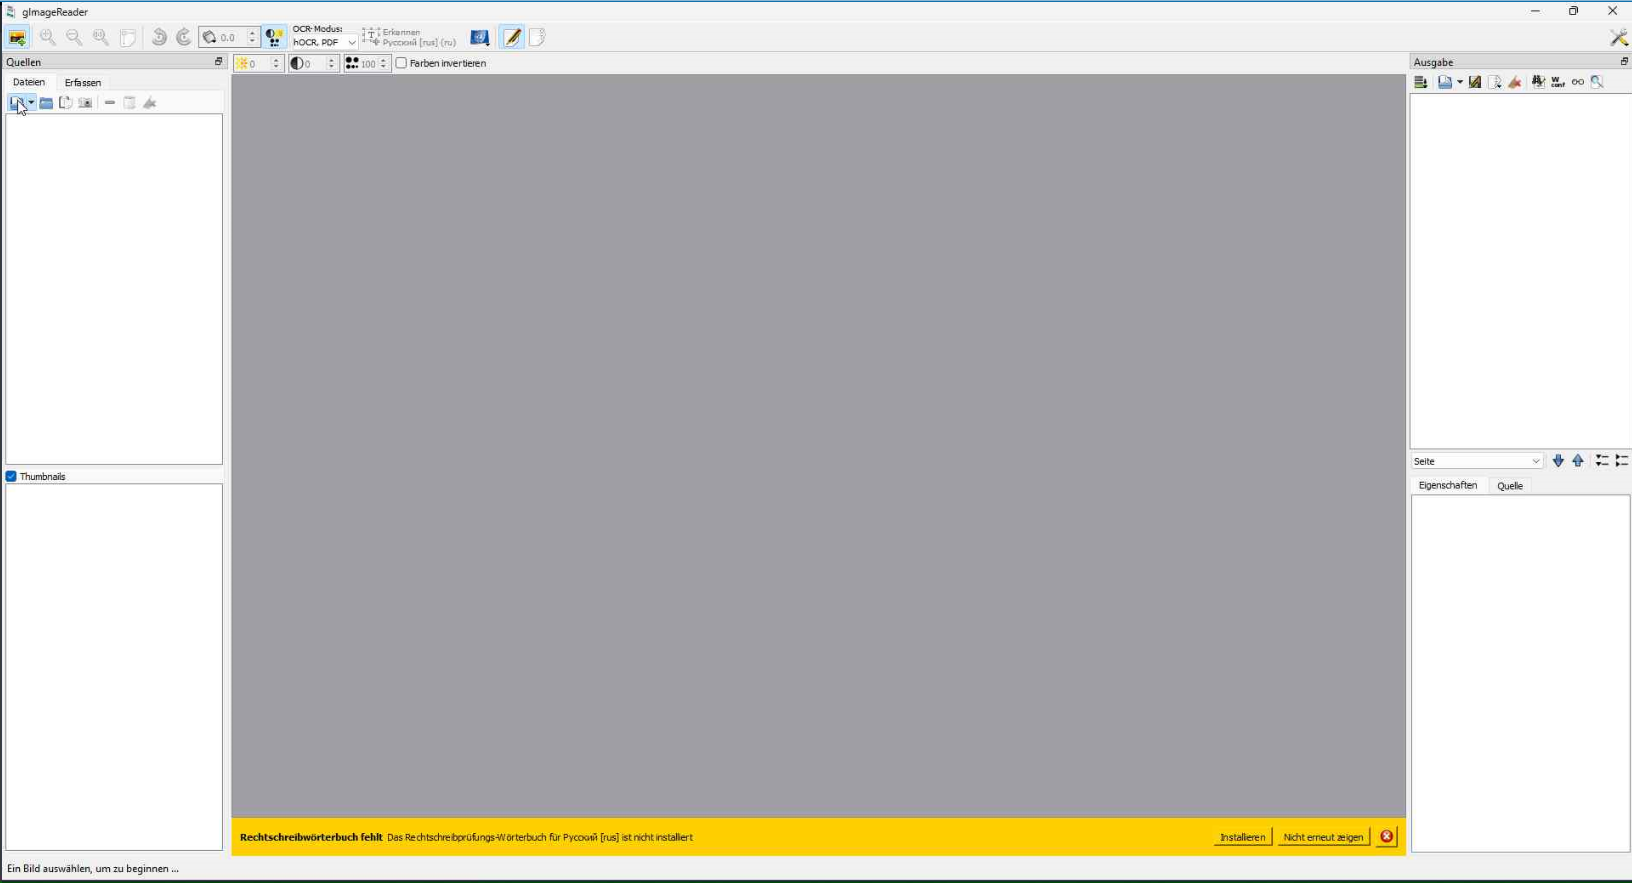 gImageReader
0.0
OCR-Modus:
hOCR, PDF
Erkennen
Русский [rus] (ru)
Quellen
0
0
100
Farben invertieren
Ausgabe
Dateien
Erfassen
W
conf
Seite
Thumbnails
Eigenschaften
Quelle
Rechtschreibwörterbuch fehlt Das Rechtschreibprüfungs-Wörterbuch für Русский [rus] ist nicht installiert
Installieren
Nicht erneut zeigen
Ein Bild auswählen, um zu beginnen ...